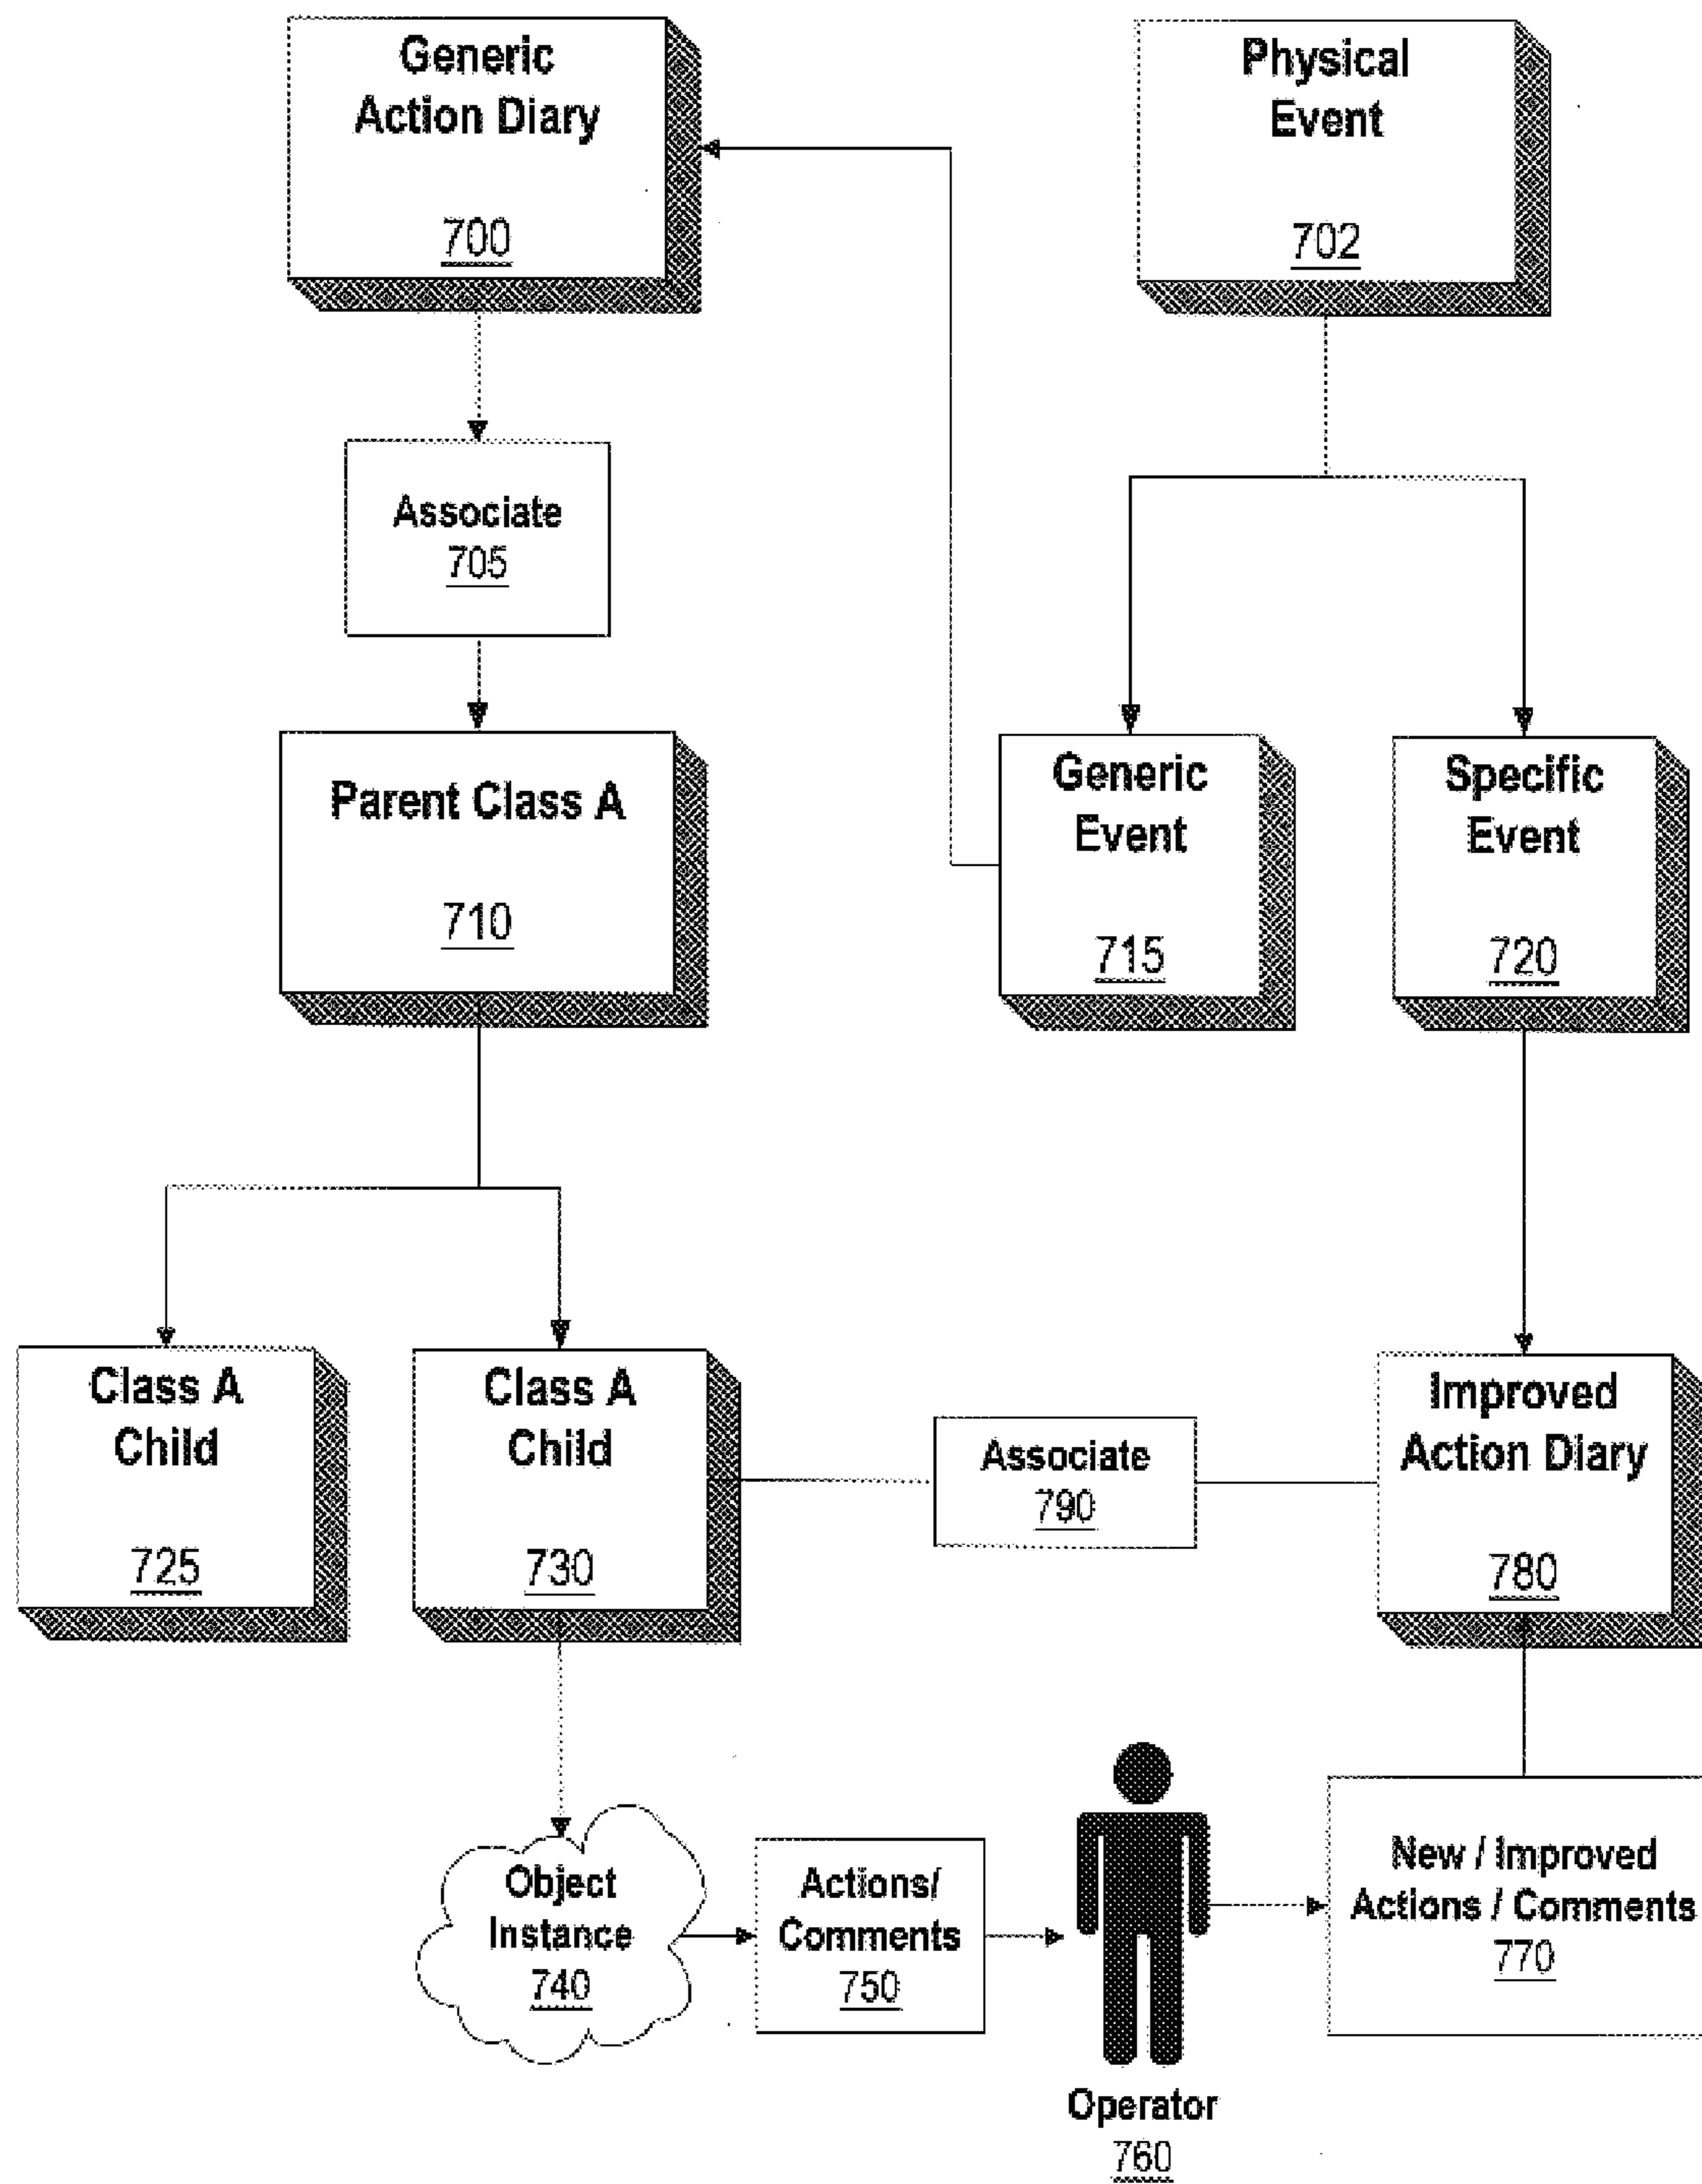 Generic
Action Diary
700
Physical
Event
702
Associate
705
Parent Class A
710
Generic
Event
715
Specific
Event
720
Class A
Child
725
Class A
Child
730
Associate
790
Improved
Action Diary
780
Object
Instance
740
Actions/
Comments
750
Operator
760
New / Improved
Actions / Comments
770